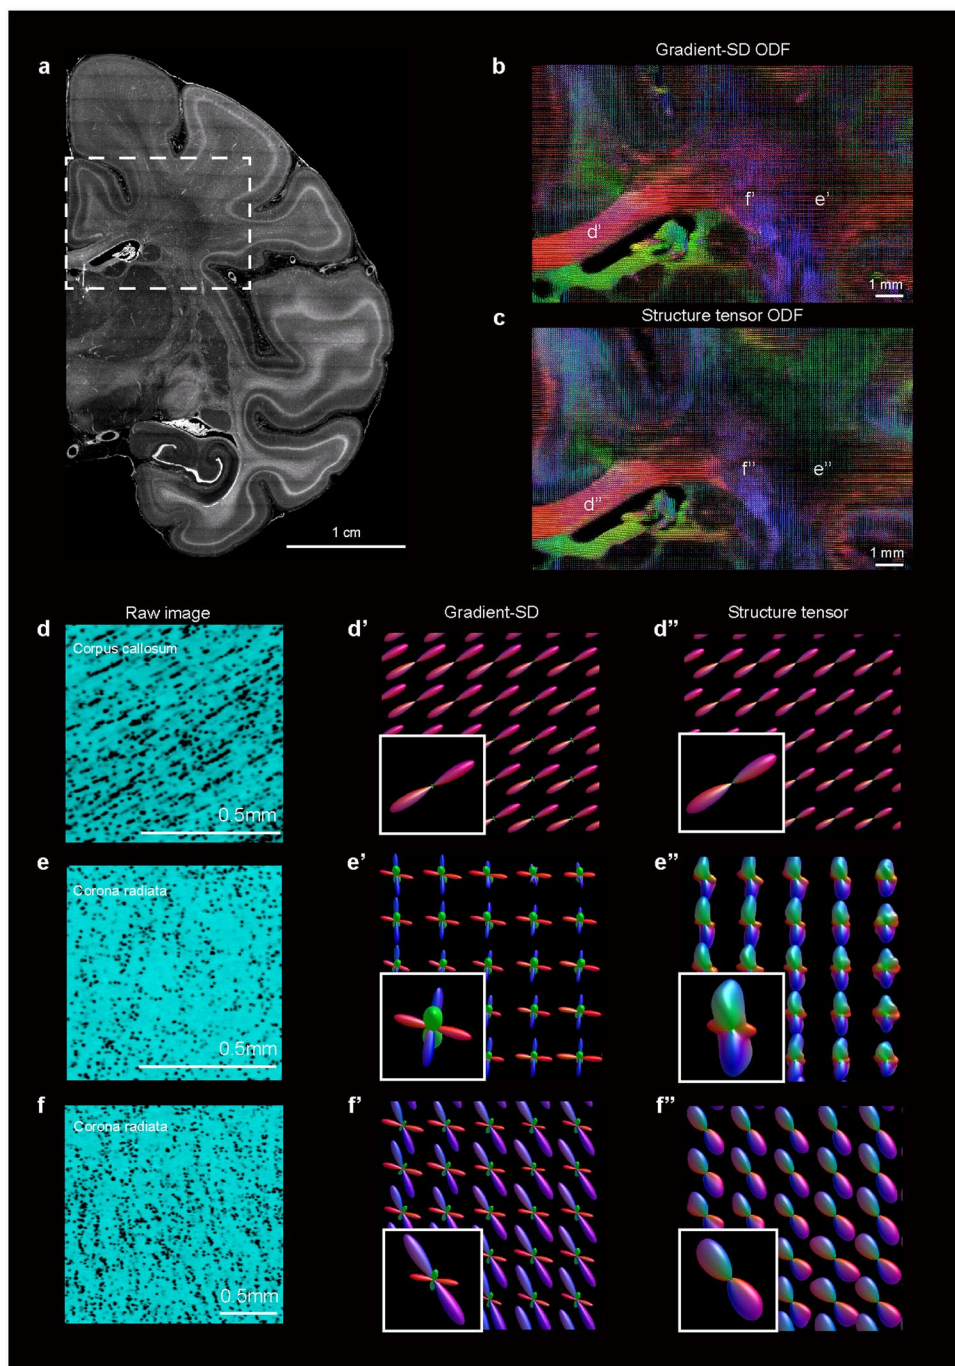 a
1 cm
b
Gradient-SD ODF
d'
f'
e'
1 mm
c
Structure tensor ODF
d''
f''
e''
1 mm
Raw image
Gradient-SD
Structure tensor
d
Corpus callosum
0.5mm
d'
d''
e
Corona radiata
0.5mm
e'
e''
f
Corona radiata
0.5mm
f'
f''